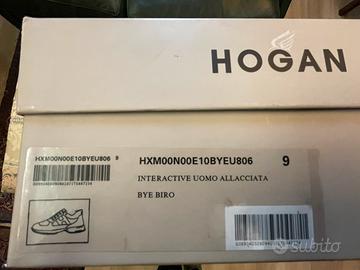 HOGAN
HXM00N00E10BYEU806 9
HXM00N00E10BYEU806 9
INTERACTIVE UOMO ALLACCIATA
BYE BIRO
subito